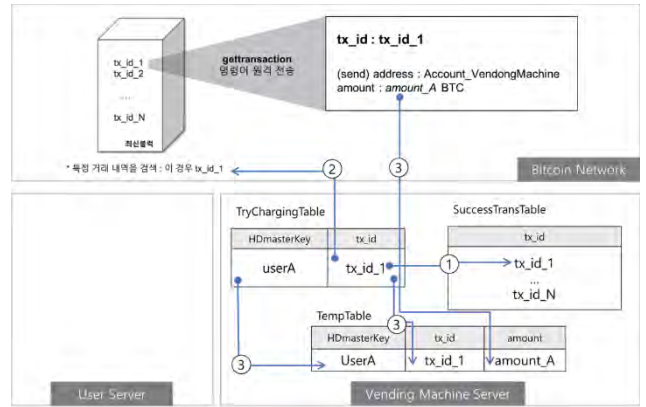 tx_id_1
tx_id_2
....
tx_id_N
최신블럭
gettransaction
명령어 원격 전송
tx_id : tx_id_1
(send) address : Account_VendongMachine
amount : amount_A BTC
* 특정 거래 내역을 검색 : 이 경우 tx_id_1
②
③
Bitcoin Network
TryChargingTable
HDmasterKey tx_id
userA tx_id_1
①
SuccessTransTable
tx_id
tx_id_1
...
tx_id_N
③
TempTable
③
HDmasterKey tx_id amount
UserA tx_id_1 amount_A
User Server
Vending Machine Server